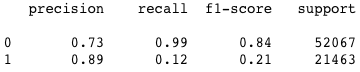 precision recall f1-score support
0 0.73 0.99 0.84 52067
1 0.89 0.12 0.21 21463